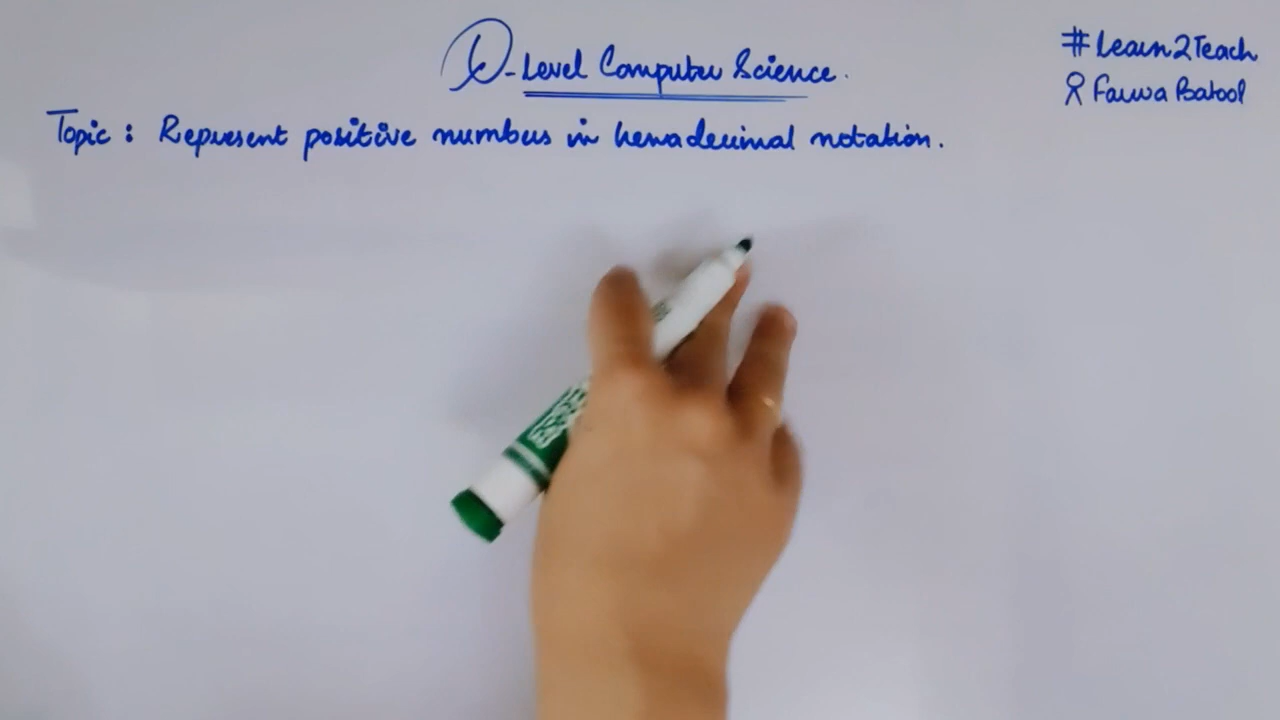 O-Level Computer Science.
#Learn2Teach
Farwa Batool
Topic: Represent positive numbers in hexadecimal notation.